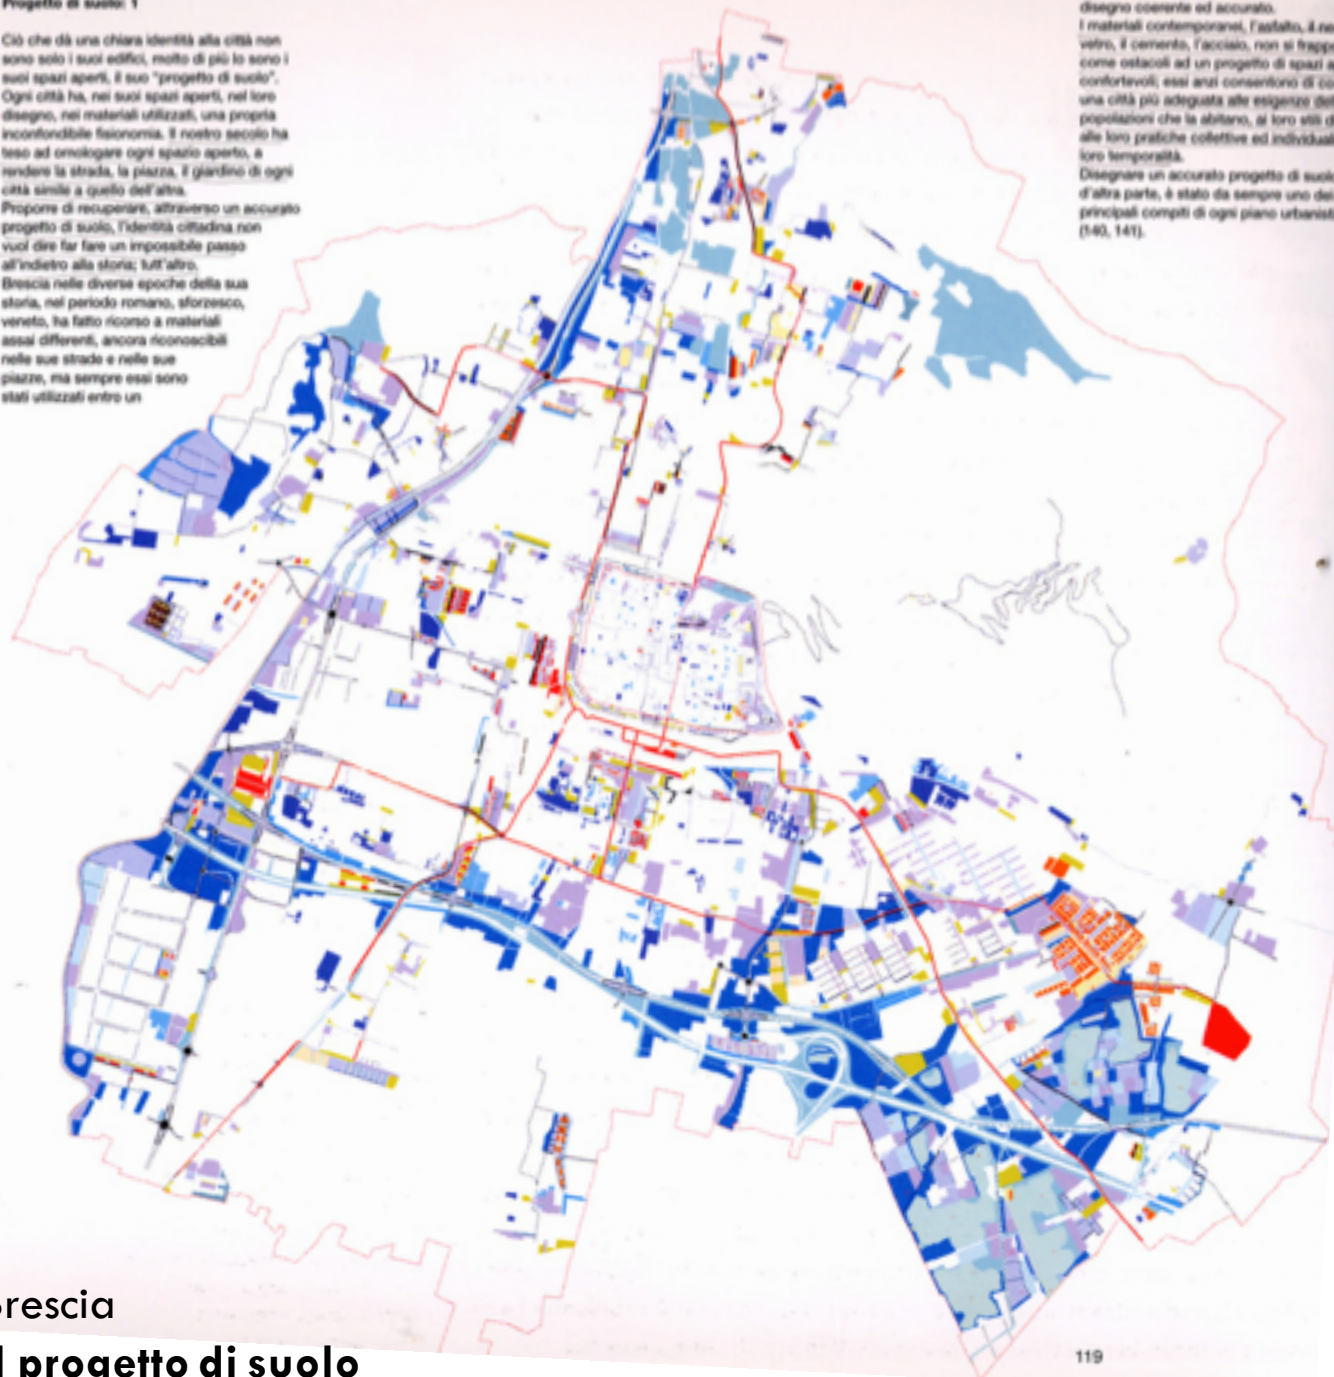 Progetto di suolo: 1
Ciò che dà una chiara identità alla città non
sono solo i suoi edifici, molto di più lo sono i
suoi spazi aperti, il suo "progetto di suolo".
Ogni città ha, nei suoi spazi aperti, nel loro
disegno, nei materiali utilizzati, una propria
inconfondibile fisionomia. Il nostro secolo ha
teso ad omologare ogni spazio aperto, a
rendere la strada, la piazza, il giardino di ogni
città simile a quello dell'altra.
Proporre di recuperare, attraverso un accurato
progetto di suolo, l'identità cittadina non
vuol dire far fare un impossibile passo
all'indietro alla storia; tutt'altro.
Brescia nelle diverse epoche della sua
storia, nel periodo romano, sforzesco,
veneto, ha fatto ricorso a materiali
assai differenti, ancora riconoscibili
nelle sue strade e nelle sue
piazze, ma sempre essi sono
stati utilizzati entro un
disegno coerente ed accurato.
I materiali contemporanei, l'asfalto, il
vetro, il cemento, l'acciaio, non si
come ostacoli ad un progetto di spazi
confortevoli; essi anzi consentono di
una città più adeguata alle esigenze
popolazioni che la abitano, ai loro stili
alle loro pratiche collettive ed
loro temporalità.
Disegnare un accurato progetto di
d'altra parte, è stato da sempre uno
principali compiti di ogni piano
(140, 141).
rescia
l progetto di suolo
119